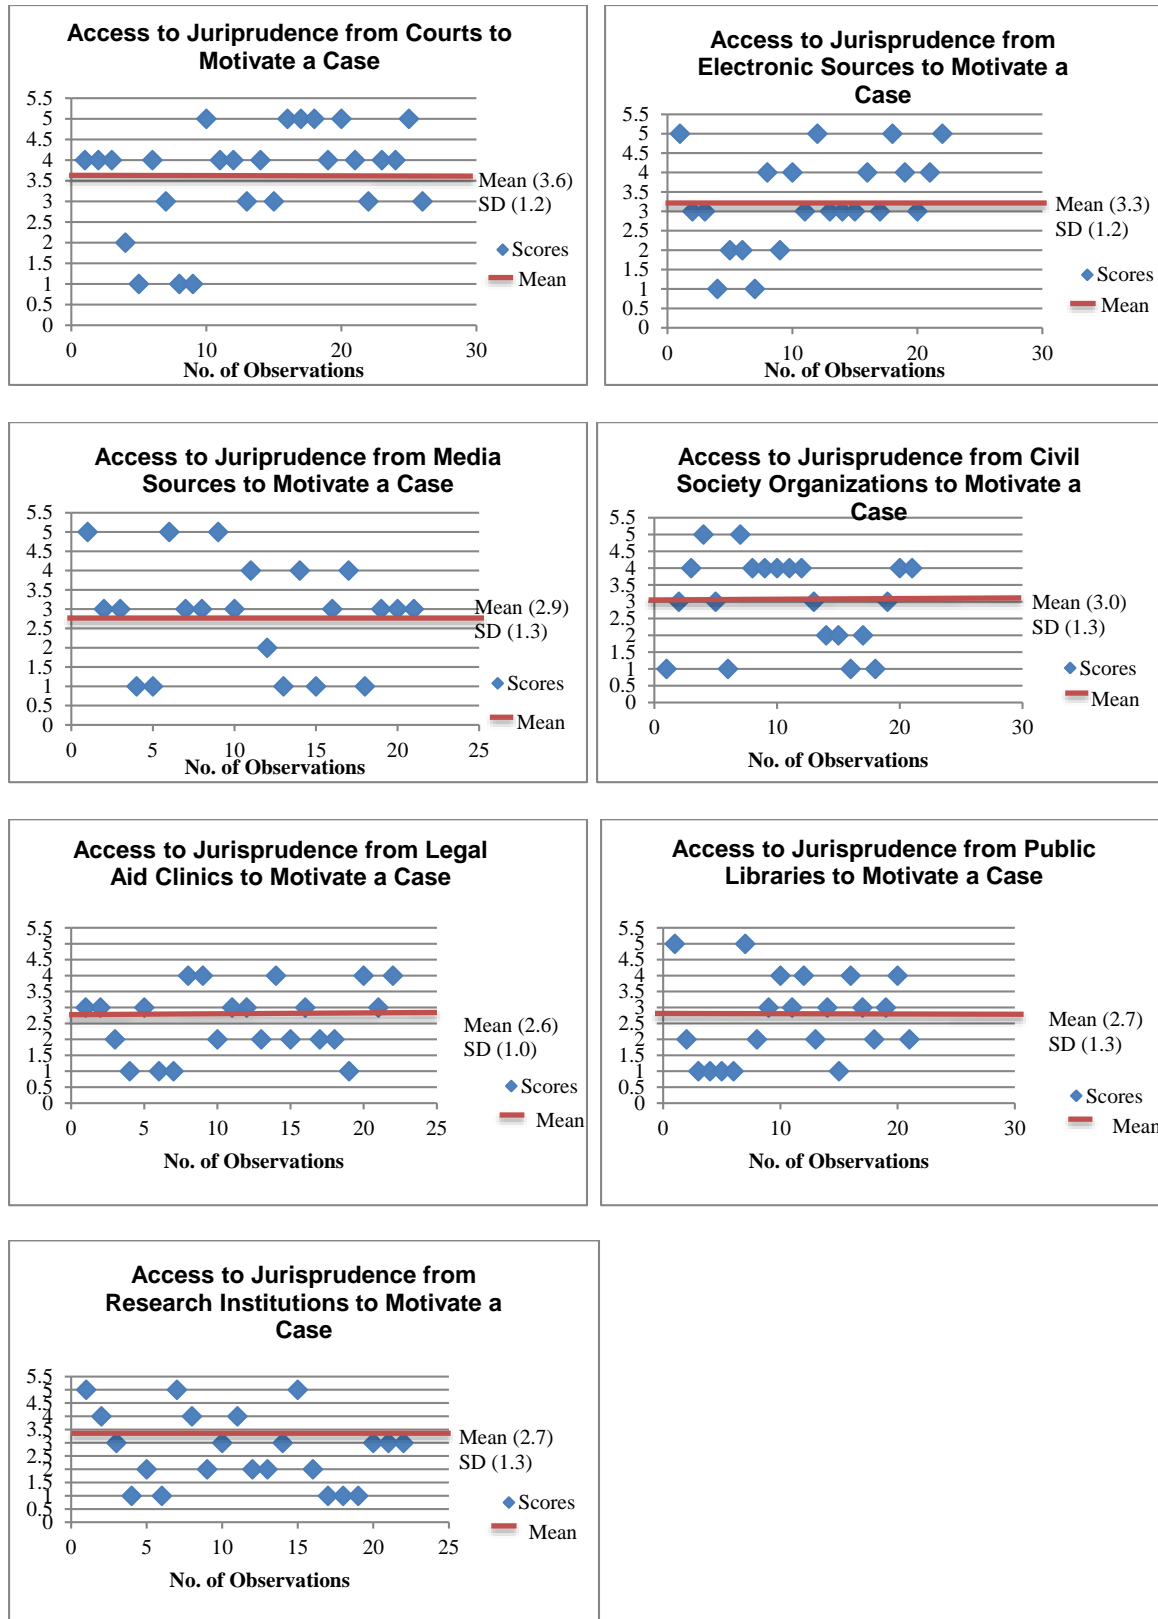 Access to Juriprudence from Courts to
Motivate a Case
5.5
5
4.5
4
3.5
3
2.5
2
1.5
1
0.5
0
0
10
20
30
No. of Observations
Mean (3.6)
SD (1.2)
Scores
Mean
Access to Jurisprudence from
Electronic Sources to Motivate a
Case
5.5
5
4.5
4
3.5
3
2.5
2
1.5
1
0.5
0
0
10
20
30
No. of Observations
Mean (3.3)
SD (1.2)
Scores
Mean
Access to Juriprudence from Media
Sources to Motivate a Case
5.5
5
4.5
4
3.5
3
2.5
2
1.5
1
0.5
0
0
5
10
15
20
25
No. of Observations
Mean (2.9)
SD (1.3)
Scores
Mean
Access to Jurisprudence from Civil
Society Organizations to Motivate a
Case
5.5
5
4.5
4
3.5
3
2.5
2
1.5
1
0.5
0
0
10
20
30
No. of Observations
Mean (3.0)
SD (1.3)
Scores
Mean
Access to Jurisprudence from Legal
Aid Clinics to Motivate a Case
5.5
5
4.5
4
3.5
3
2.5
2
1.5
1
0.5
0
0
5
10
15
20
25
No. of Observations
Mean (2.6)
SD (1.0)
Scores
Mean
Access to Jurisprudence from Public
Libraries to Motivate a Case
5.5
5
4.5
4
3.5
3
2.5
2
1.5
1
0.5
0
0
10
20
30
No. of Observations
Mean (2.7)
SD (1.3)
Scores
Mean
Access to Jurisprudence from
Research Institutions to Motivate a
Case
5.5
5
4.5
4
3.5
3
2.5
2
1.5
1
0.5
0
0
5
10
15
20
25
No. of Observations
Mean (2.7)
SD (1.3)
Scores
Mean